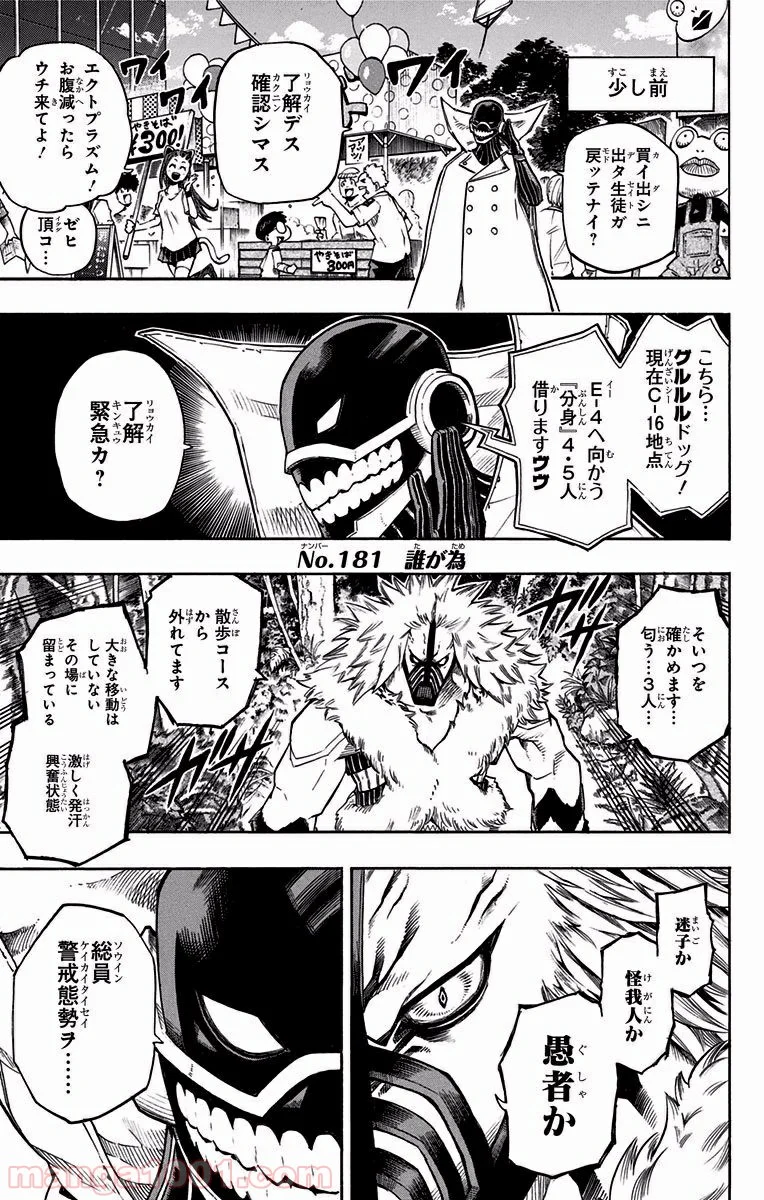 少し前
買イ出シニ
出タ生徒ガ
戻ッテナイ？
ワイ
了解デス
確認シマス
ワイ
エクトプラズム！
お腹減ったら
ウチ来てよ！
ゼヒ
頂コ…
やきそば
¥300！
やきそば
300円
こちら…
グルルルドッグ！
現在C-16地点
E-4へ向かう
『分身』4・5人
借りますウウ
了解
緊急カ？
No.181 誰が為
そいつを
確かめます…
匂う…3人…
散歩コース
から
外れてます
大きな移動は
していない
その場に
留まっている
激しく発汗
興奮状態
迷子か
怪我人か
愚者か
総員
警戒態勢ヲ……
manga1001.com